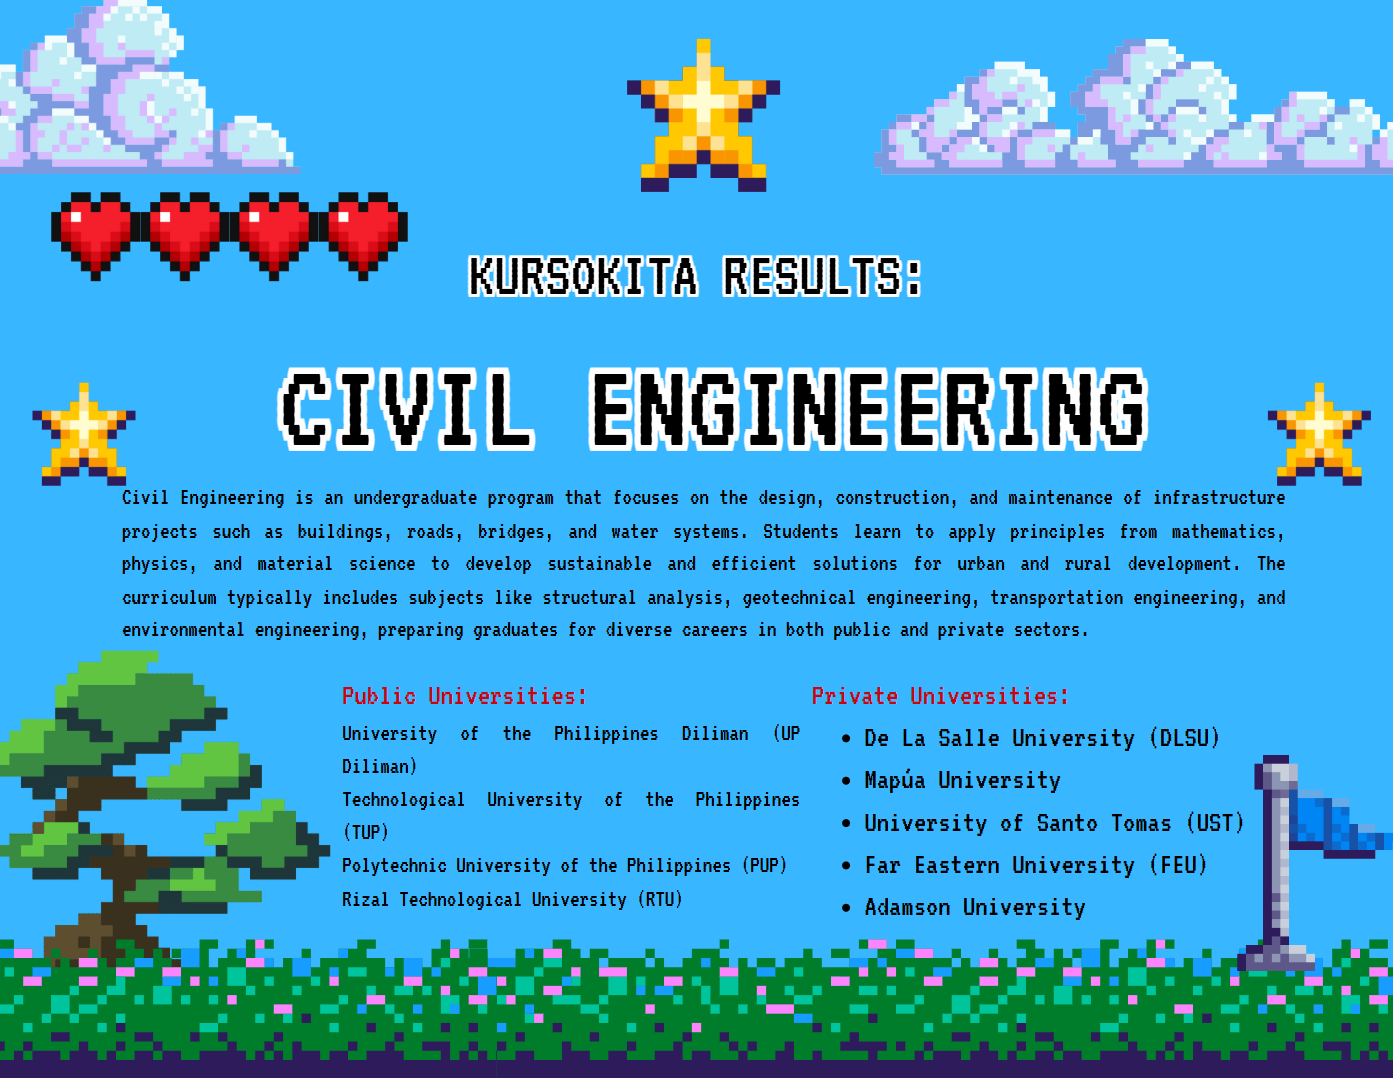 KURSOKITA RESULTS:
CIVIL ENGINEERING
Civil Engineering is an undergraduate program that focuses on the design, construction, and maintenance of infrastructure
projects such as buildings, roads, bridges, and water systems. Students learn to apply principles from mathematics,
physics, and material science to develop sustainable and efficient solutions for urban and rural development. The
curriculum typically includes subjects like structural analysis, geotechnical engineering, transportation engineering, and
environmental engineering, preparing graduates for diverse careers in both public and private sectors.
Public Universities:
University of the Philippines Diliman (UP
Diliman)
Technological University of the Philippines
(TUP)
Polytechnic University of the Philippines (PUP)
Rizal Technological University (RTU)
Private Universities:
• De La Salle University (DLSU)
• Mapúa University
• University of Santo Tomas (UST)
• Far Eastern University (FEU)
• Adamson University